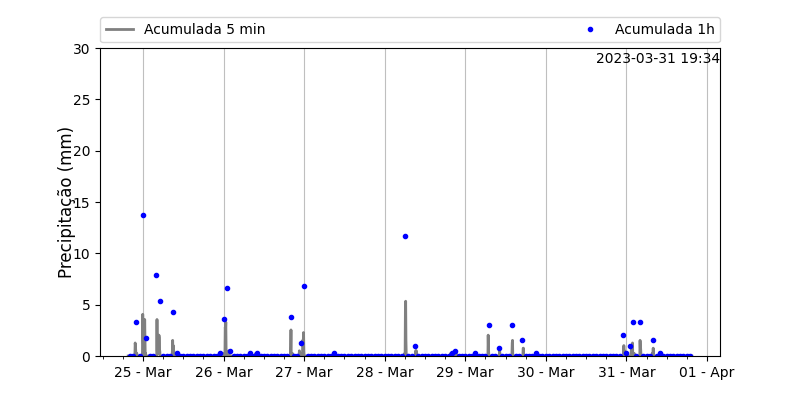 Acumulada 5 min
Acumulada 1h
2023-03-31 19:34
Precipitação (mm)
30
25
20
15
10
5
0
25 - Mar
26 - Mar
27 - Mar
28 - Mar
29 - Mar
30 - Mar
31 - Mar
01 - Apr